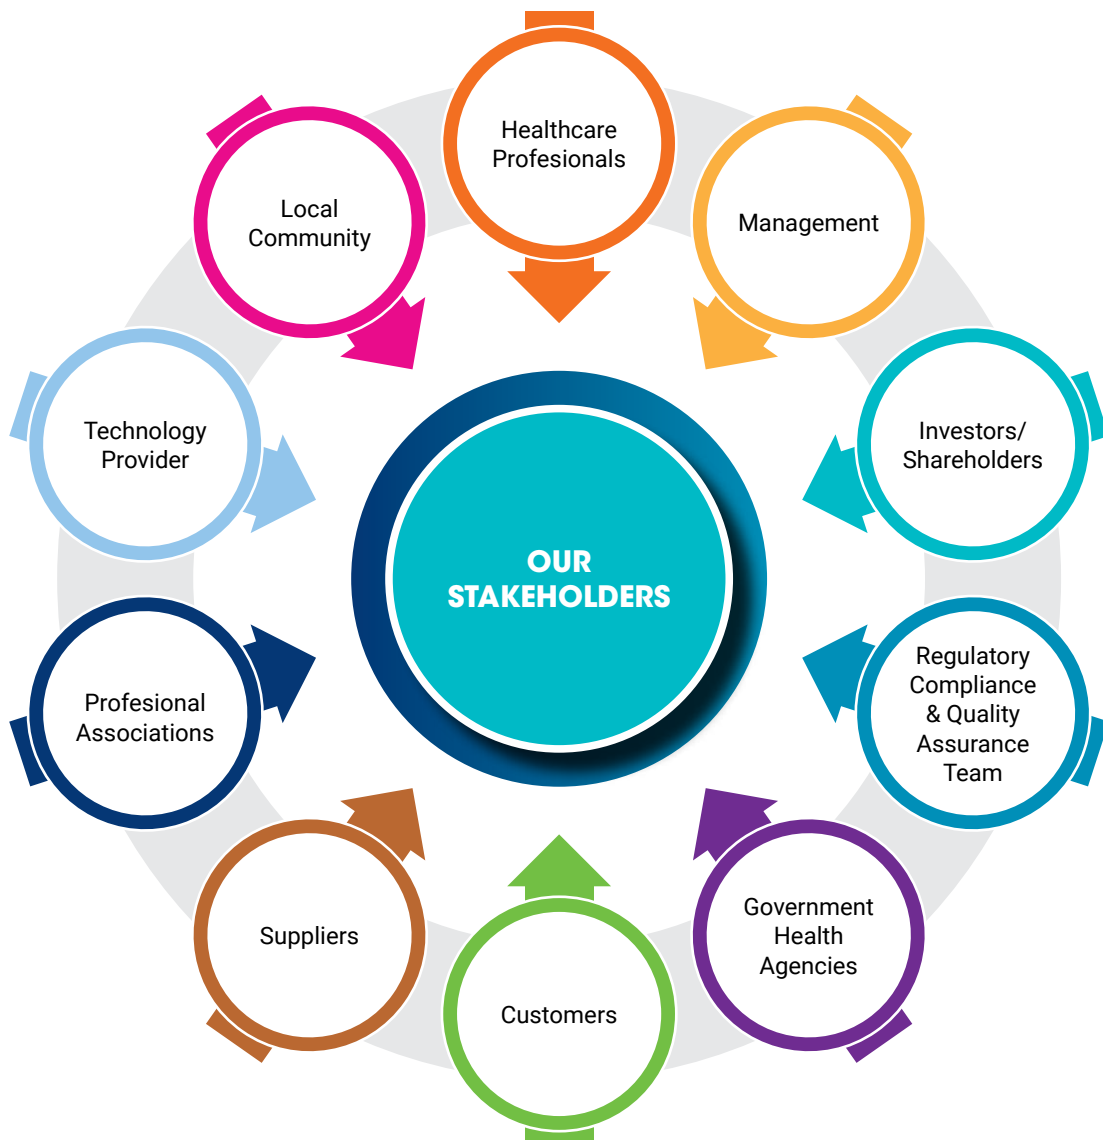 Healthcare
Profesionals
Management
Investors/
Shareholders
Regulatory
Compliance
& Quality
Assurance
Team
Government
Health
Agencies
Customers
Suppliers
Profesional
Associations
Technology
Provider
Local
Community
OUR
STAKEHOLDERS